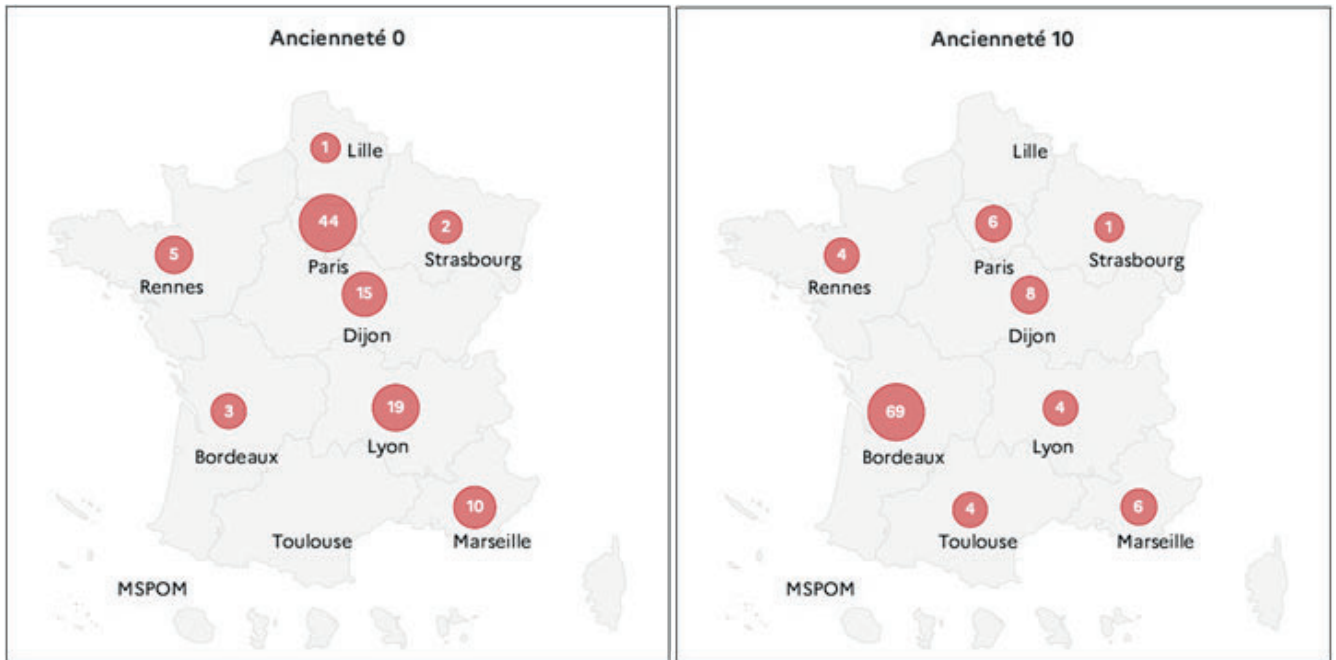 Ancienneté 0
1 Lille
44
Paris
2
Strasbourg
5
Rennes
15
Dijon
3
Bordeaux
19
Lyon
10
Marseille
Toulouse
MSPOM
Ancienneté 10
Lille
6
Paris
1
Strasbourg
4
Rennes
8
Dijon
69
Bordeaux
4
Lyon
4
Toulouse
6
Marseille
MSPOM